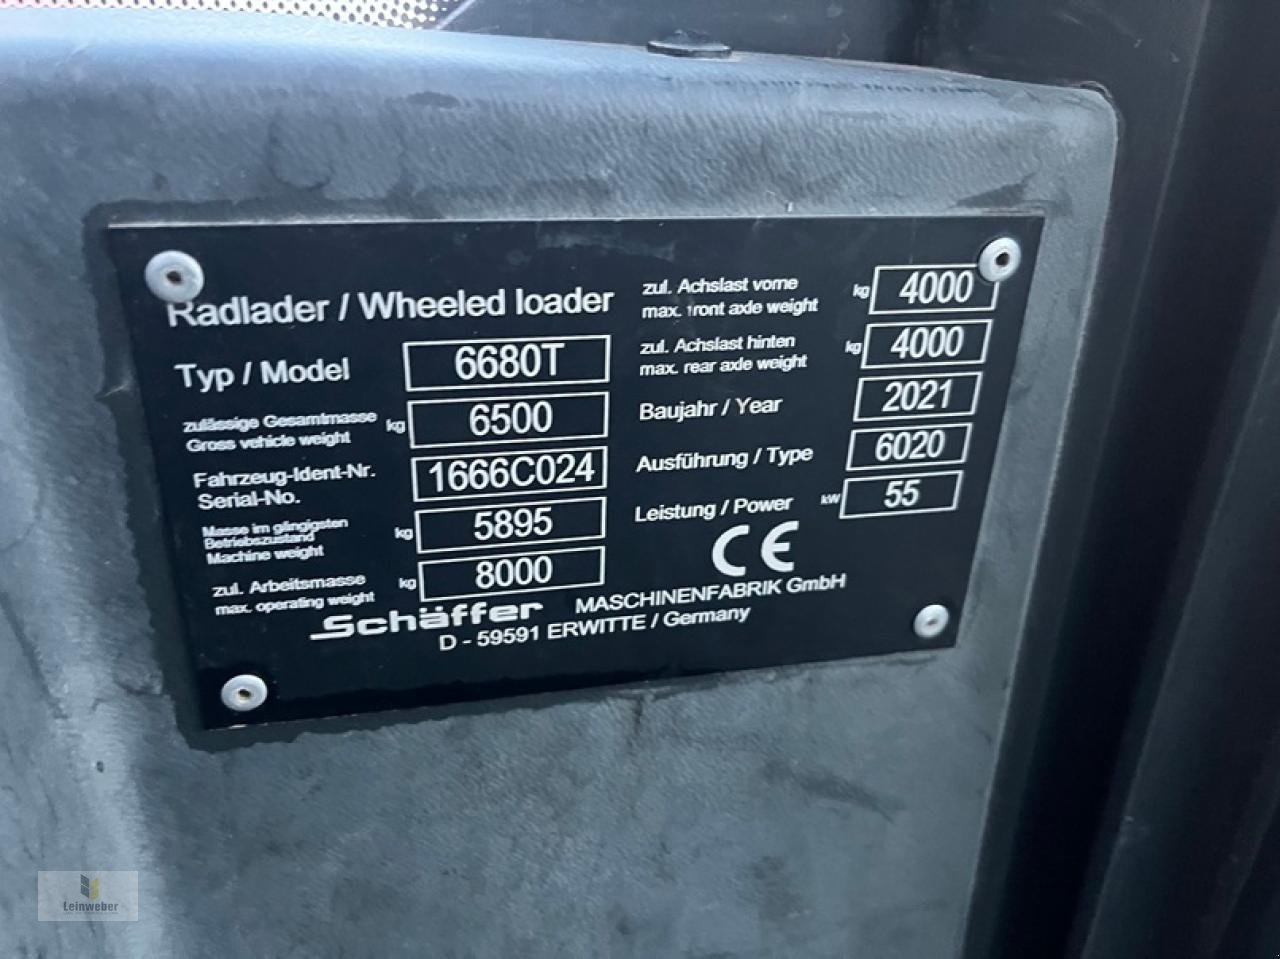 Radlader / Wheeled loader
Typ / Model 6680T
zulässige Gesamtmasse
Gross vehicle weight kg 6500
Fahrzeug-Ident-Nr.
Serial-No. 1666C024
Masse im gängigsten
Betriebszustand
Machine weight kg 5895
zul. Arbeitsmasse
max. operating weight kg 8000
zul. Achslast vorne
max. front axle weight kg 4000
zul. Achslast hinten
max. rear axle weight kg 4000
Baujahr / Year 2021
Ausführung / Type 6020
Leistung / Power kW 55
CE
Schäffer MASCHINENFABRIK GmbH
D - 59591 ERWITTE / Germany
Leinweber